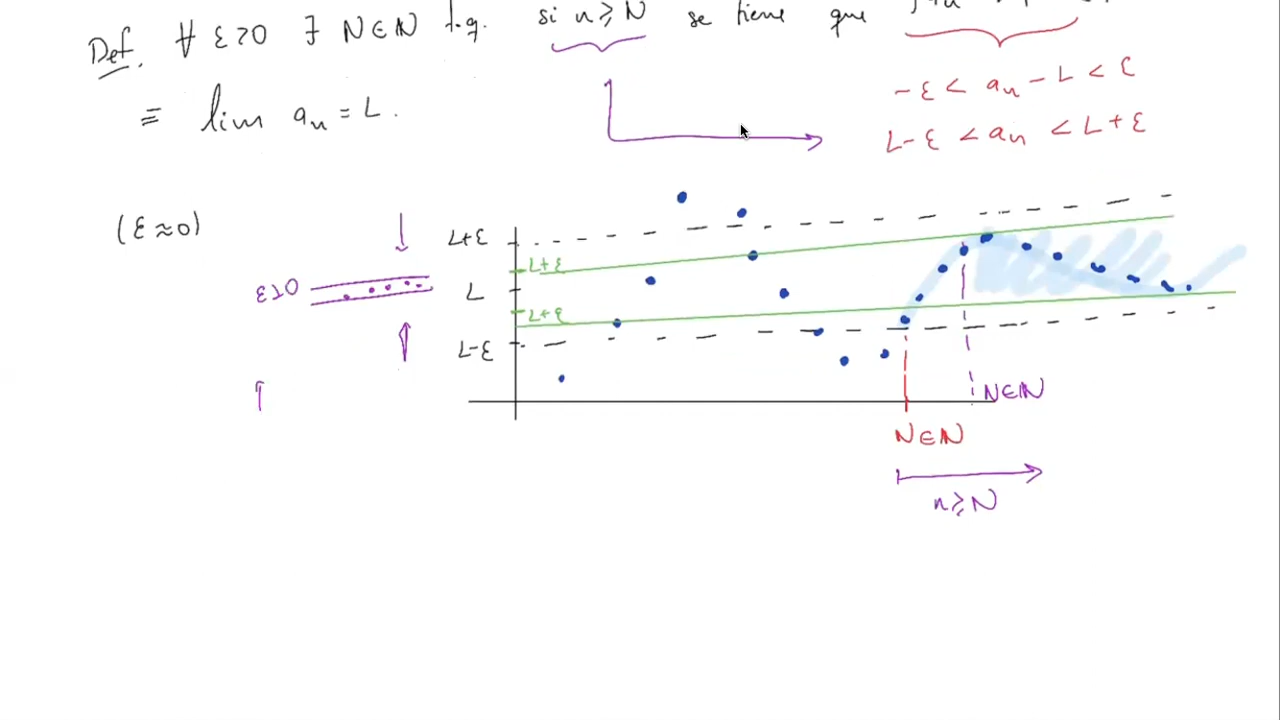 Def. ∀ ε>0 ∃ N∈ℕ t.q. si n≥N se tiene que
≡ lim aₙ = L.
-ε < aₙ - L < ε
L-ε < aₙ < L+ε
(ε≈0)
L+ε
L+ε
ε>0
L
L+ε
L-ε
N∈ℕ
N∈ℕ
n≥N